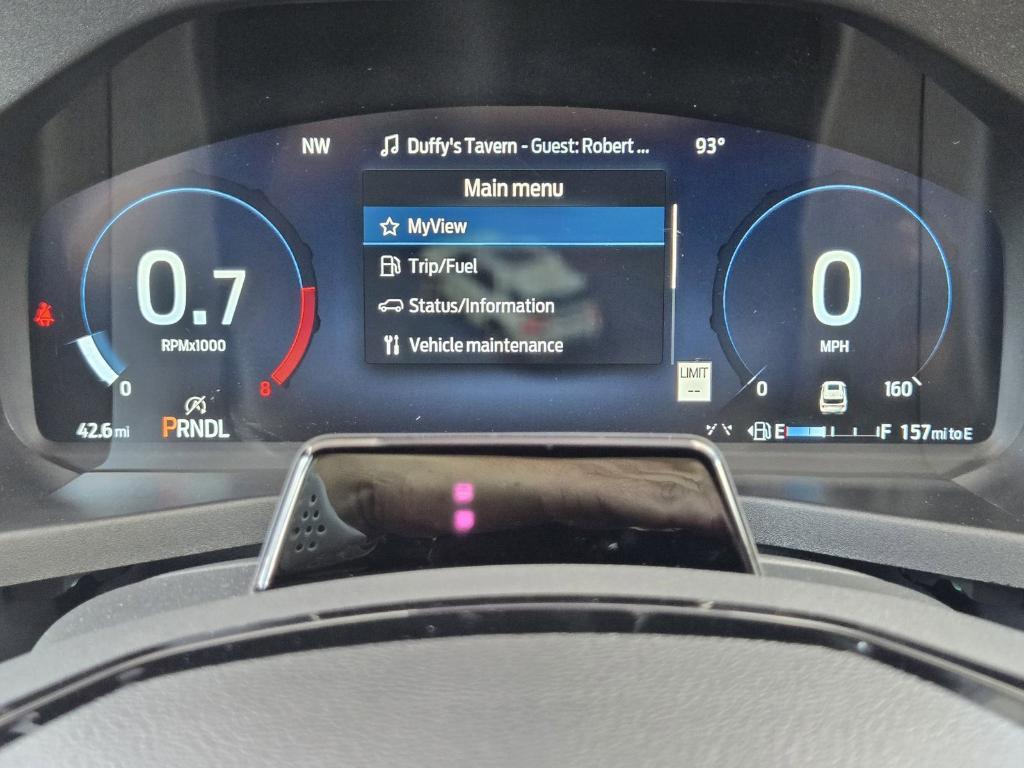 NW
Duffy's Tavern - Guest: Robert ...
93°
Main menu
MyView
Trip/Fuel
Status/Information
Vehicle maintenance
0.7
RPMx1000
0
8
42.6 mi
PRNDL
0
MPH
LIMIT
--
0
160
E
F
157 mi to E